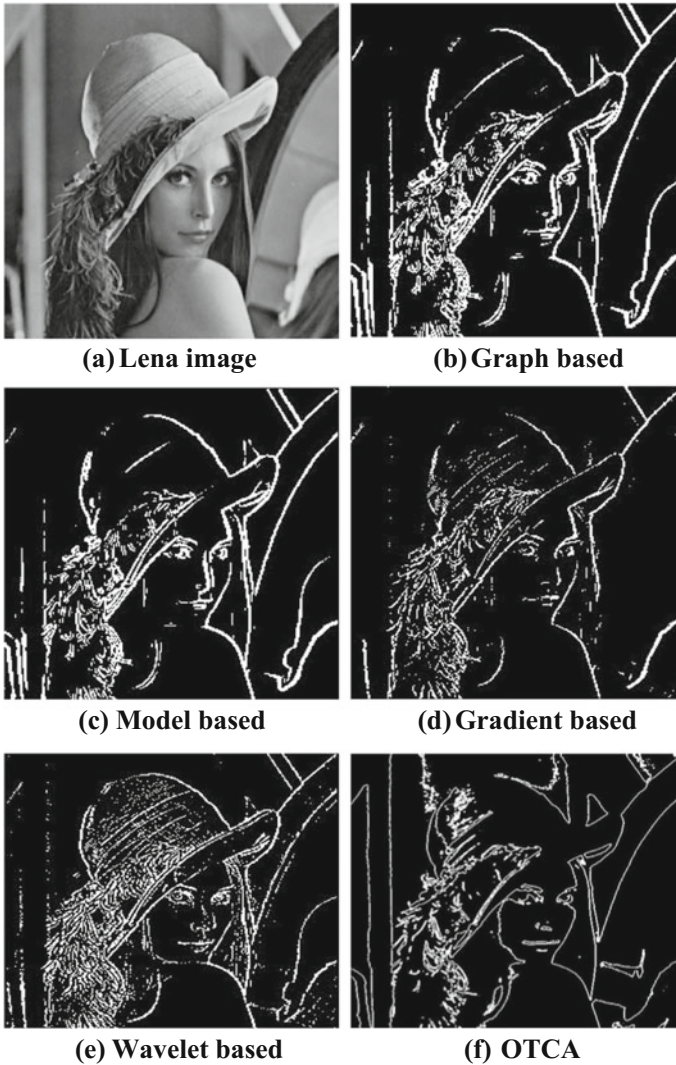 (a) Lena image
(b) Graph based
(c) Model based
(d) Gradient based
(e) Wavelet based
(f) OTCA